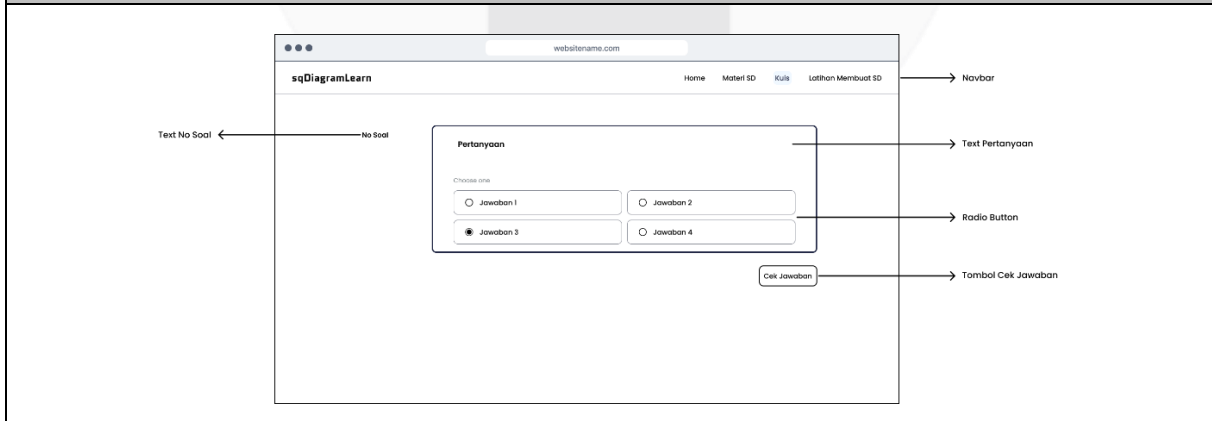 websitename.com
sqDiagramLearn Home Materi SD Kuis Latihan Membuat SD Navbar
Text No Soal No Soal
Pertanyaan Text Pertanyaan
Choose one
Jawaban 1 Jawaban 2
Radio Button
Jawaban 3 Jawaban 4
Cek Jawaban Tombol Cek Jawaban